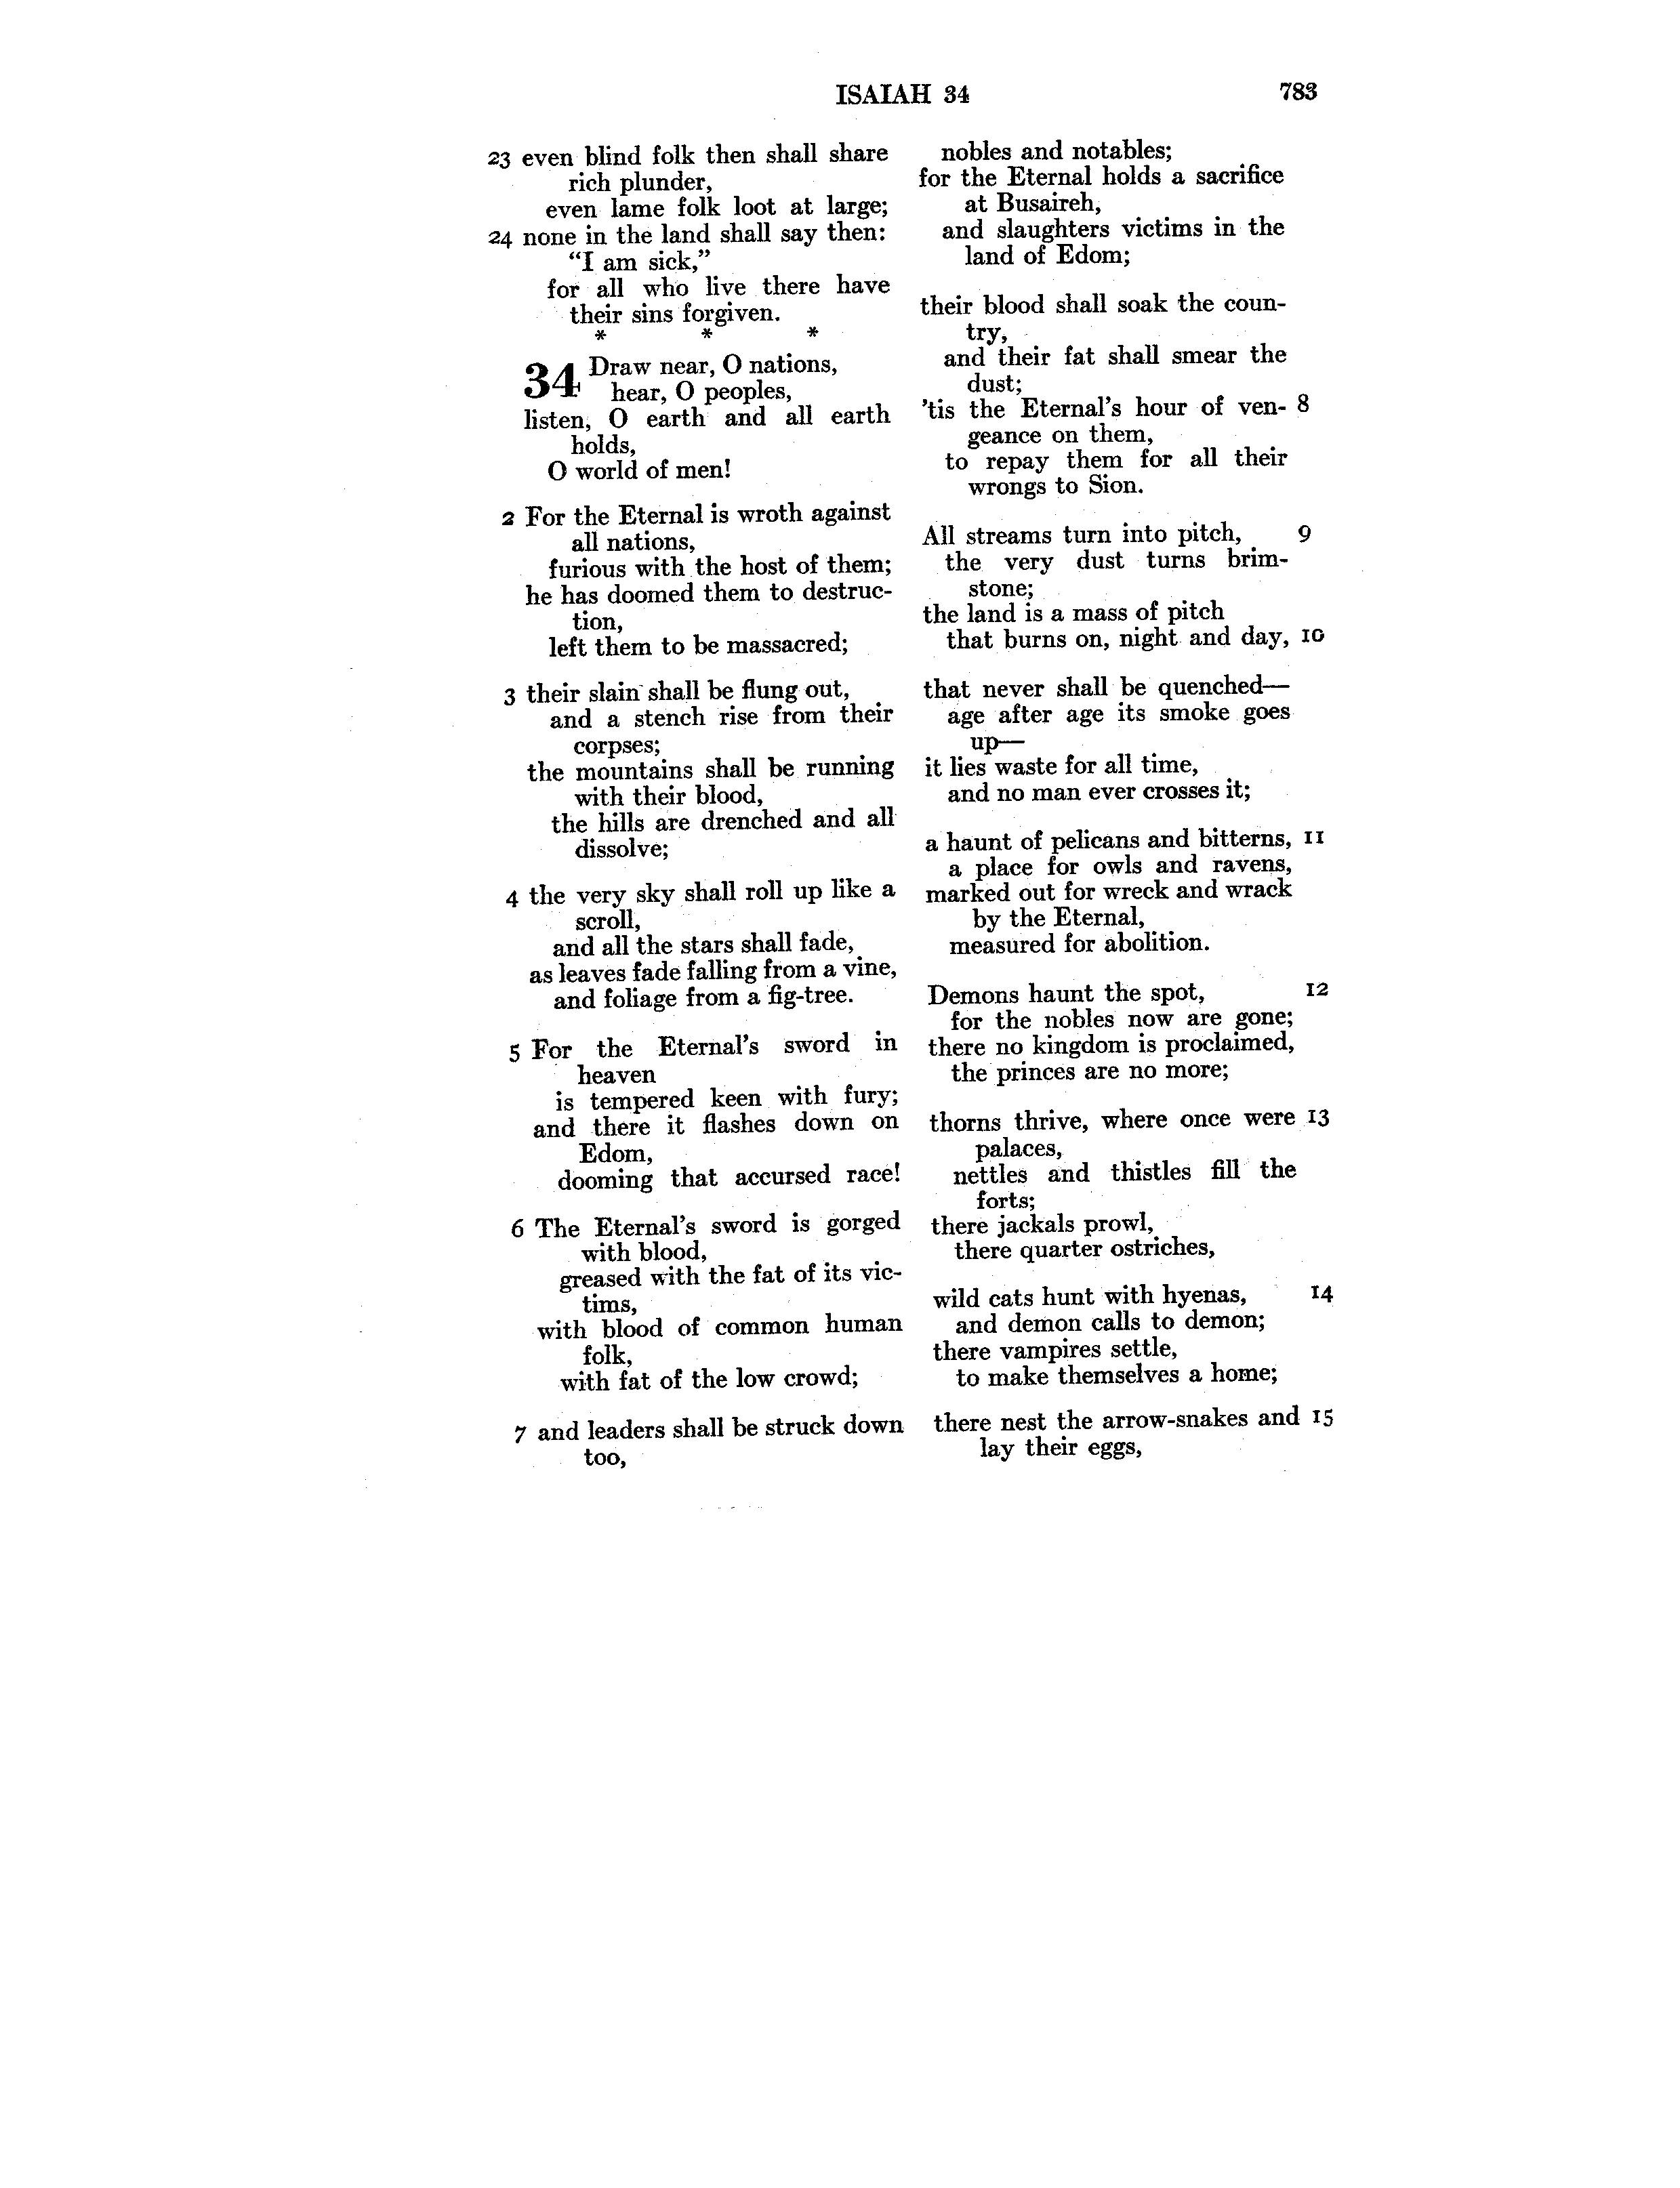 ISAIAH 34 783
23 even blind folk then shall share
rich plunder,
even lame folk loot at large;
24 none in the land shall say then:
“I am sick,”
for all who live there have
their sins forgiven.
* * *
34 Draw near, O nations,
hear, O peoples,
listen, O earth and all earth
holds,
O world of men!
2 For the Eternal is wroth against
all nations,
furious with the host of them;
he has doomed them to destruc-
tion,
left them to be massacred;
3 their slain shall be flung out,
and a stench rise from their
corpses;
the mountains shall be running
with their blood,
the hills are drenched and all
dissolve;
4 the very sky shall roll up like a
scroll,
and all the stars shall fade,
as leaves fade falling from a vine,
and foliage from a fig-tree.
5 For the Eternal’s sword in
heaven
is tempered keen with fury;
and there it flashes down on
Edom,
dooming that accursed race!
6 The Eternal’s sword is gorged
with blood,
greased with the fat of its vic-
tims,
with blood of common human
folk,
with fat of the low crowd;
7 and leaders shall be struck down
too,
nobles and notables;
for the Eternal holds a sacrifice
at Busaireh,
and slaughters victims in the
land of Edom;
their blood shall soak the coun-
try,
and their fat shall smear the
dust;
’tis the Eternal’s hour of ven- 8
geance on them,
to repay them for all their
wrongs to Sion.
All streams turn into pitch, 9
the very dust turns brim-
stone;
the land is a mass of pitch
that burns on, night and day, 10
that never shall be quenched—
age after age its smoke goes
up—
it lies waste for all time,
and no man ever crosses it;
a haunt of pelicans and bitterns, 11
a place for owls and ravens,
marked out for wreck and wrack
by the Eternal,
measured for abolition.
Demons haunt the spot, 12
for the nobles now are gone;
there no kingdom is proclaimed,
the princes are no more;
thorns thrive, where once were 13
palaces,
nettles and thistles fill the
forts;
there jackals prowl,
there quarter ostriches,
wild cats hunt with hyenas, 14
and demon calls to demon;
there vampires settle,
to make themselves a home;
there nest the arrow-snakes and 15
lay their eggs,